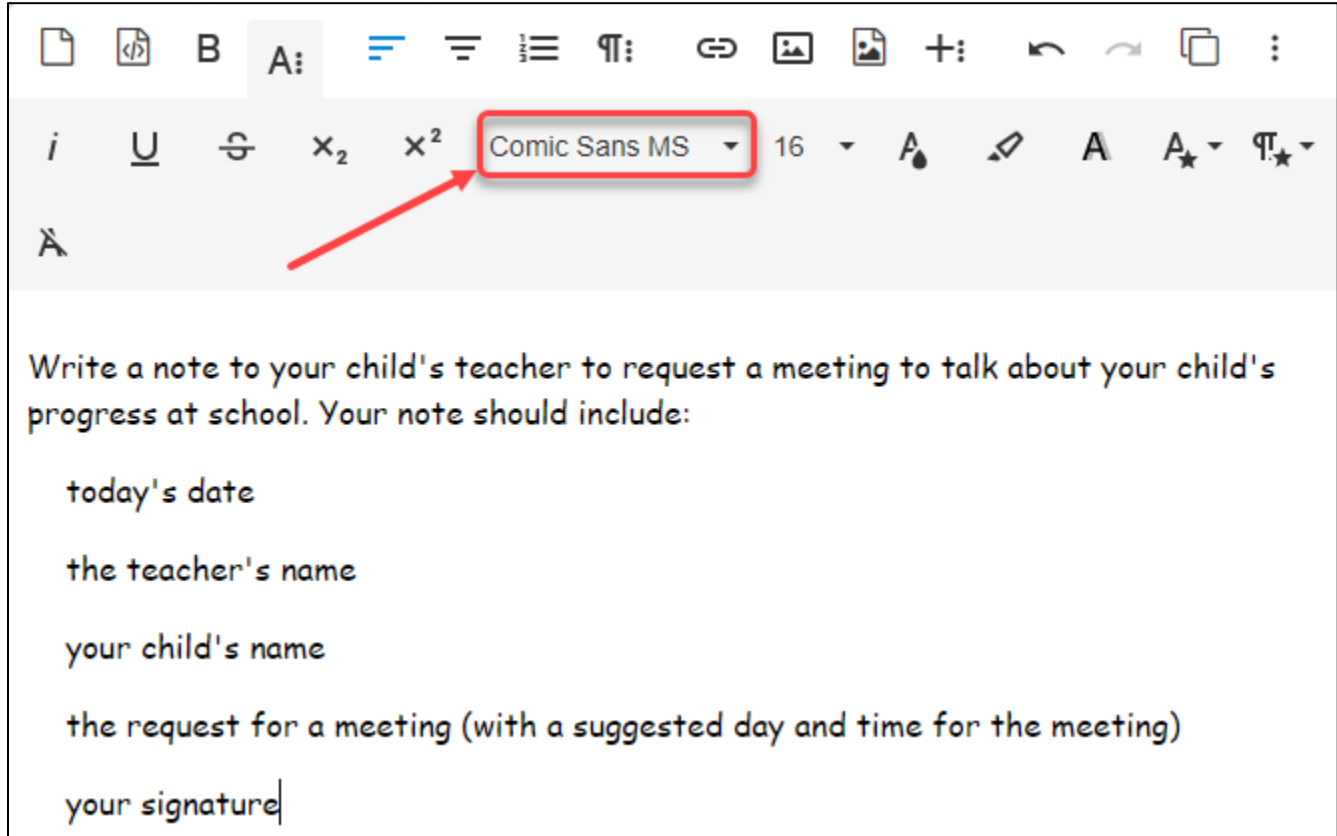 B A
i U S x₂ x² Comic Sans MS 16 A A A
A
Write a note to your child's teacher to request a meeting to talk about your child's
progress at school. Your note should include:
today's date
the teacher's name
your child's name
the request for a meeting (with a suggested day and time for the meeting)
your signature